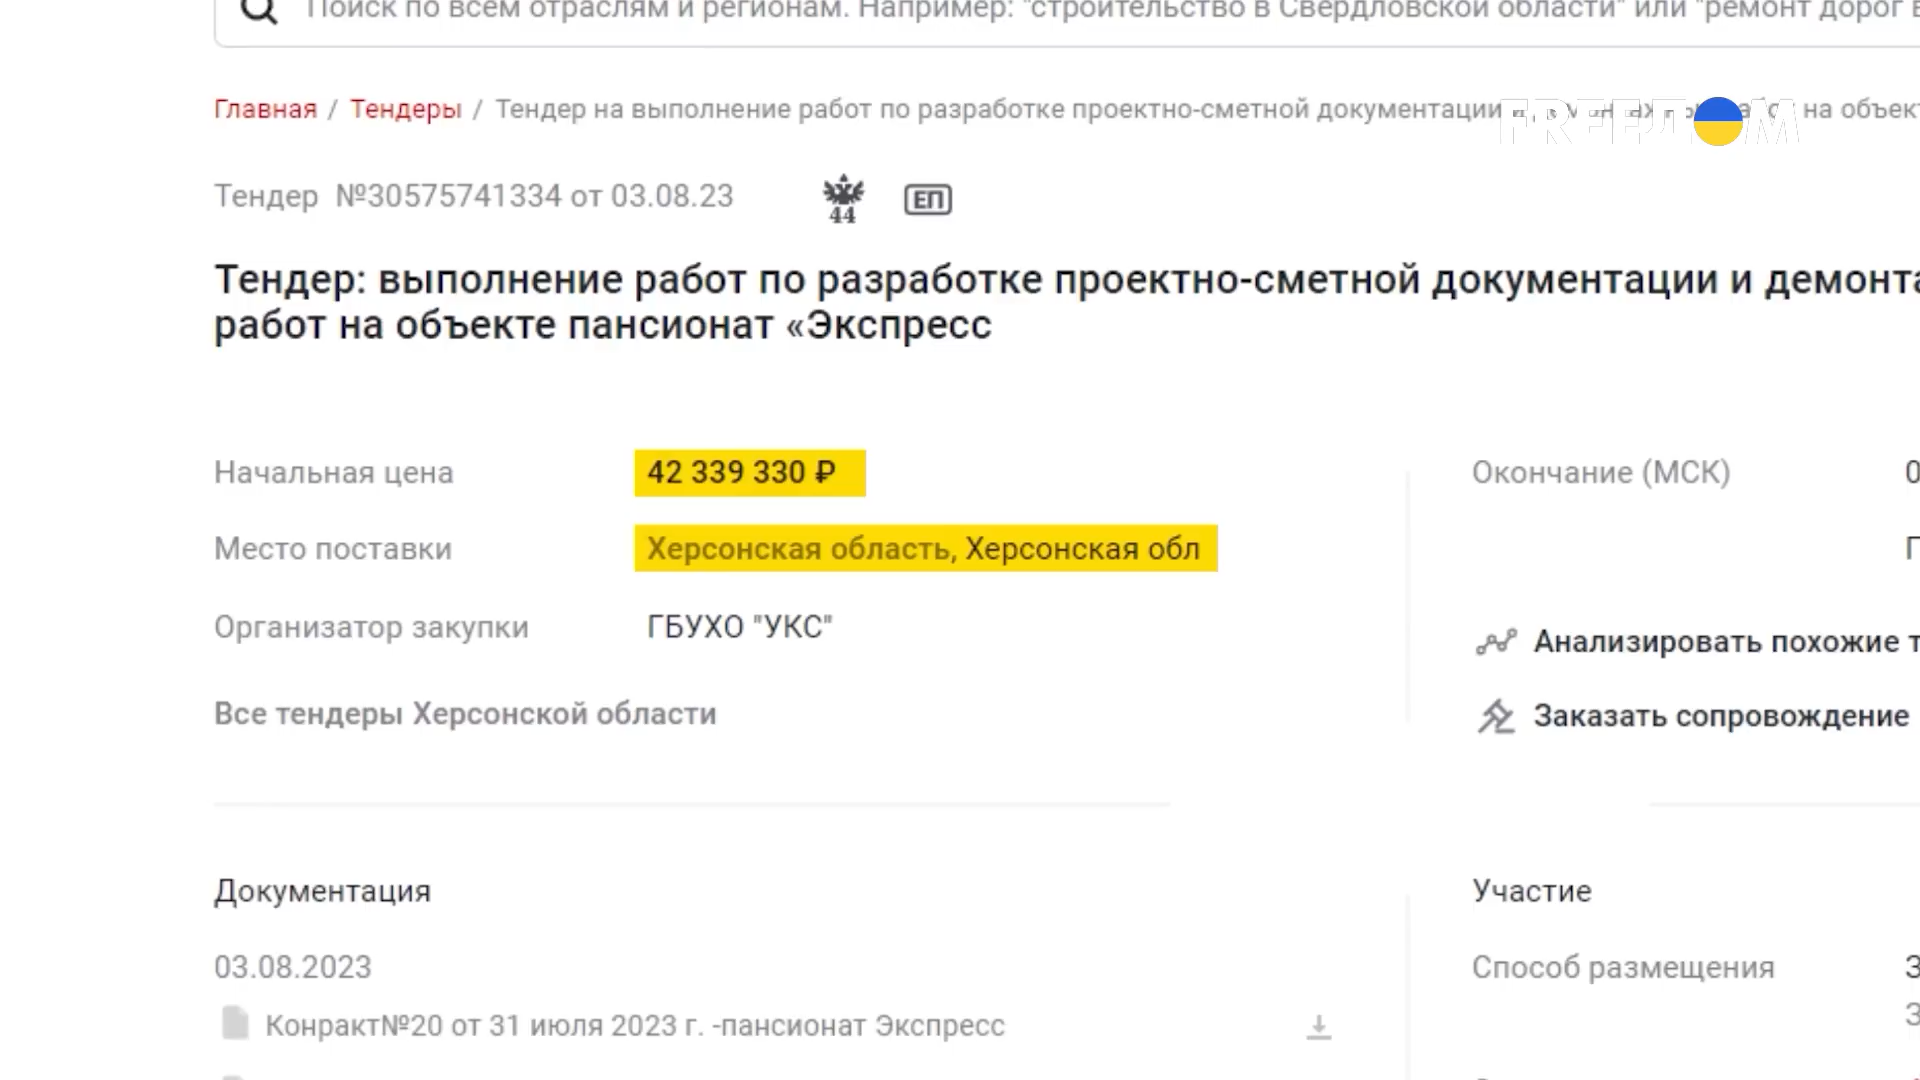 Поиск по всем отраслям и регионам. Например: "строительство в Свердловской области" или "ремонт дорог в
Главная / Тендеры / Тендер на выполнение работ по разработке проектно-сметной документации на объект
FREEДОМ
Тендер №30575741334 от 03.08.23
44
ЕП
Тендер: выполнение работ по разработке проектно-сметной документации и демонта
работ на объекте пансионат «Экспресс
Начальная цена 42 339 330 ₽
Окончание (МСК) 0
Место поставки Херсонская область, Херсонская обл
Организатор закупки ГБУХО "УКС"
Анализировать похожие т
Все тендеры Херсонской области
Заказать сопровождение
Документация
Участие
03.08.2023
Способ размещения
Конракт№20 от 31 июля 2023 г. -пансионат Экспресс